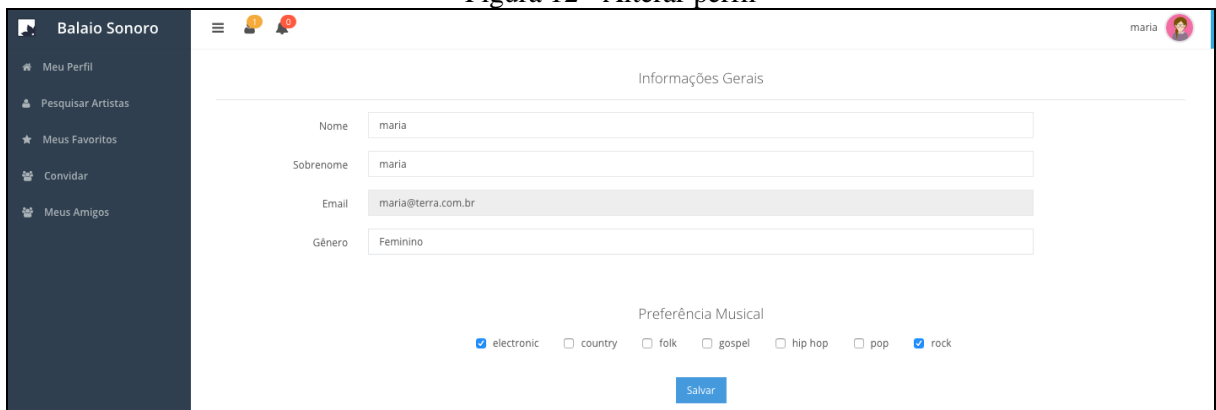 Figura 12 - Alterar perfil
Balaio Sonoro
1
0
maria
Meu Perfil
Pesquisar Artistas
Meus Favoritos
Convidar
Meus Amigos
Informações Gerais
Nome maria
Sobrenome maria
Email maria@terra.com.br
Gênero Feminino
Preferência Musical
electronic country folk gospel hip hop pop rock
Salvar